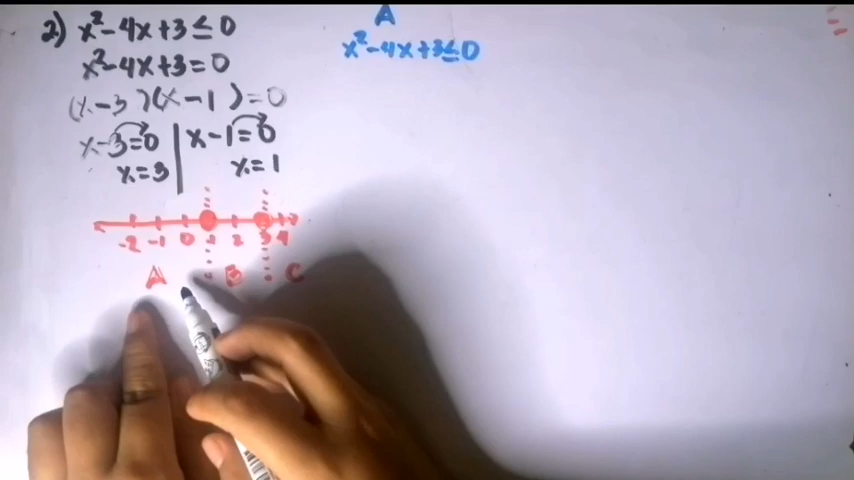 2) x² - 4x + 3 ≤ 0
x² - 4x + 3 = 0
(x - 3)(x - 1) = 0
x - 3 = 0 | x - 1 = 0
x = 3 | x = 1
-2 -1 0 1 2 3 4
A B C
A
x² - 4x + 3 ≤ 0